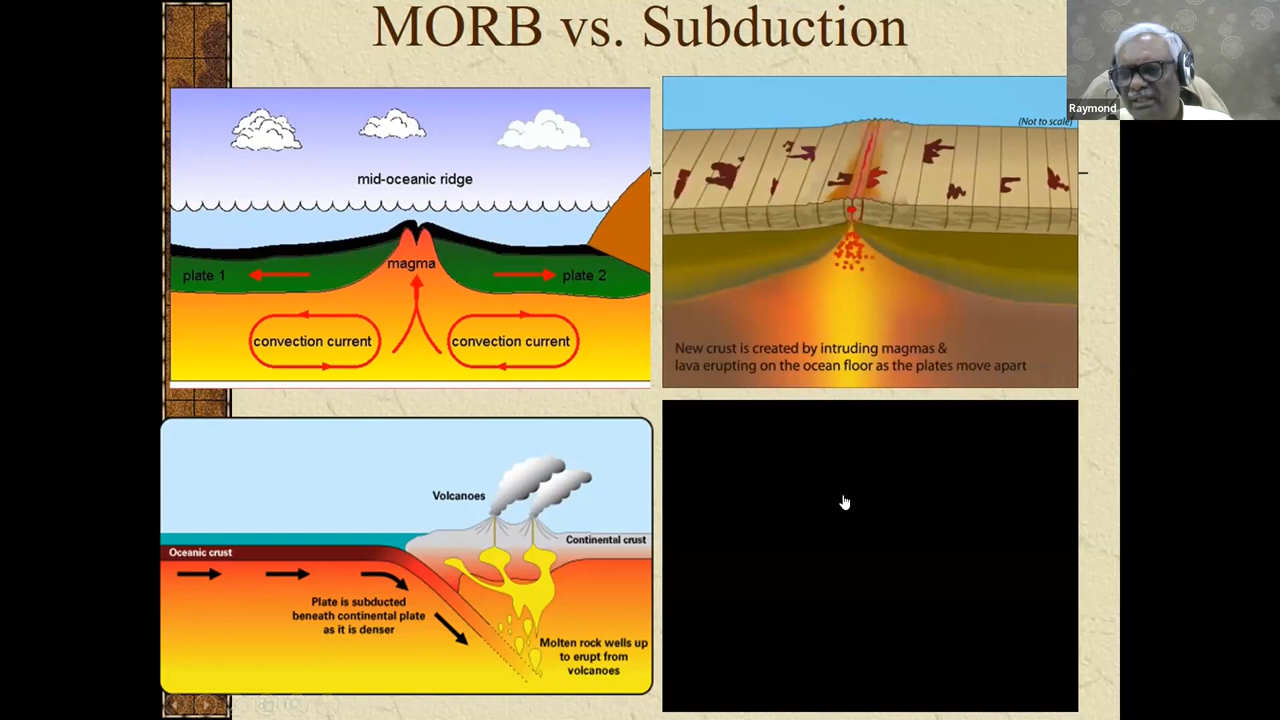 MORB vs. Subduction
Raymond
mid-oceanic ridge
plate 1
magma
plate 2
convection current
convection current
(Not to scale)
New crust is created by intruding magmas &
lava erupting on the ocean floor as the plates move apart
Volcanoes
Continental crust
Oceanic crust
Plate is subducted
beneath continental plate
as it is denser
Molten rock wells up
to erupt from
volcanoes